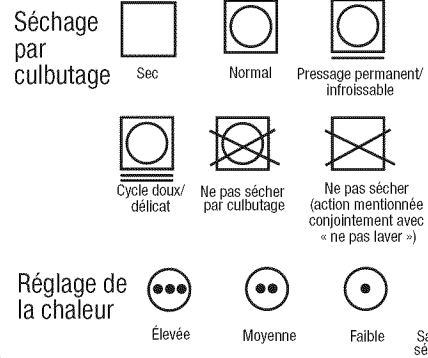 Séchage
par
culbutage
Sec
Normal
Pressage permanent/
infroissable
Cycle doux/
délicat
Ne pas sécher
par culbutage
Ne pas sécher
(action mentionnée
conjointement avec
« ne pas laver »)
Réglage de
la chaleur
Élevée
Moyenne
Faible